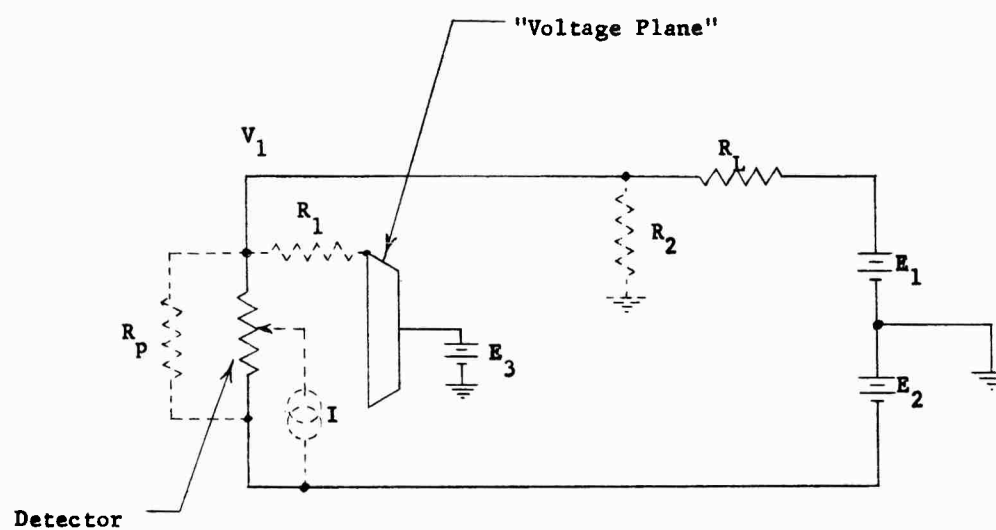 "Voltage Plane"
V1
RL
R1
R2
E1
Rp
E3
I
E2
Detector